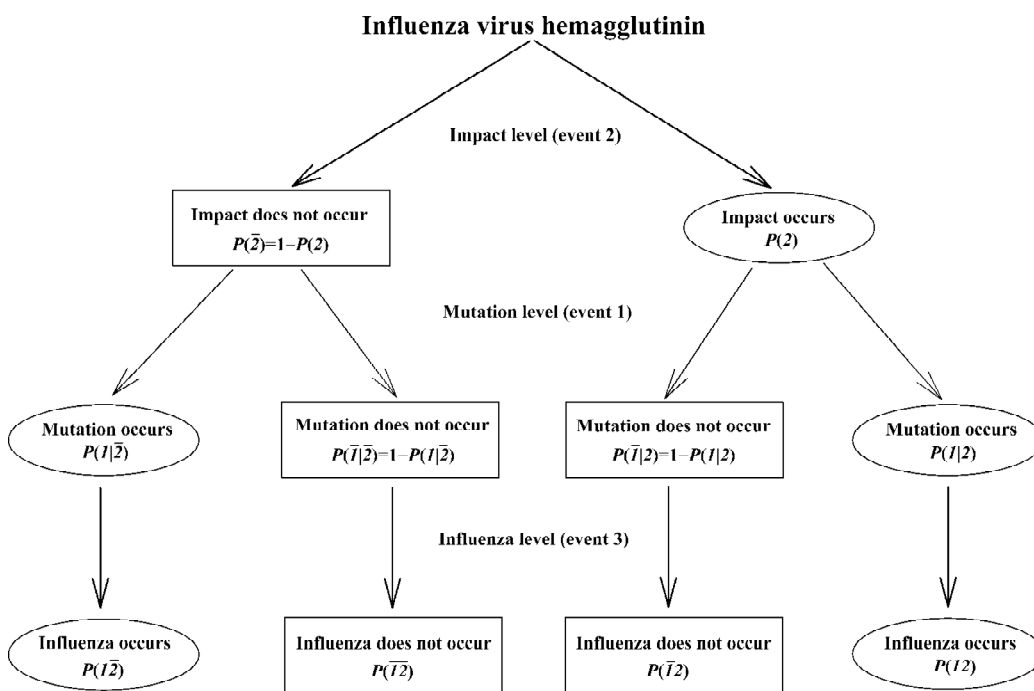 Influenza virus hemagglutinin
Impact level (event 2)
Impact does not occur
P(2̅)=1−P(2)
Impact occurs
P(2)
Mutation level (event 1)
Mutation occurs
P(1|2̅)
Mutation does not occur
P(1̅|2̅)=1−P(1|2̅)
Mutation does not occur
P(1̅|2)=1−P(1|2)
Mutation occurs
P(1|2)
Influenza level (event 3)
Influenza occurs
P(12̅)
Influenza does not occur
P(1̅2̅)
Influenza does not occur
P(1̅2)
Influenza occurs
P(12)